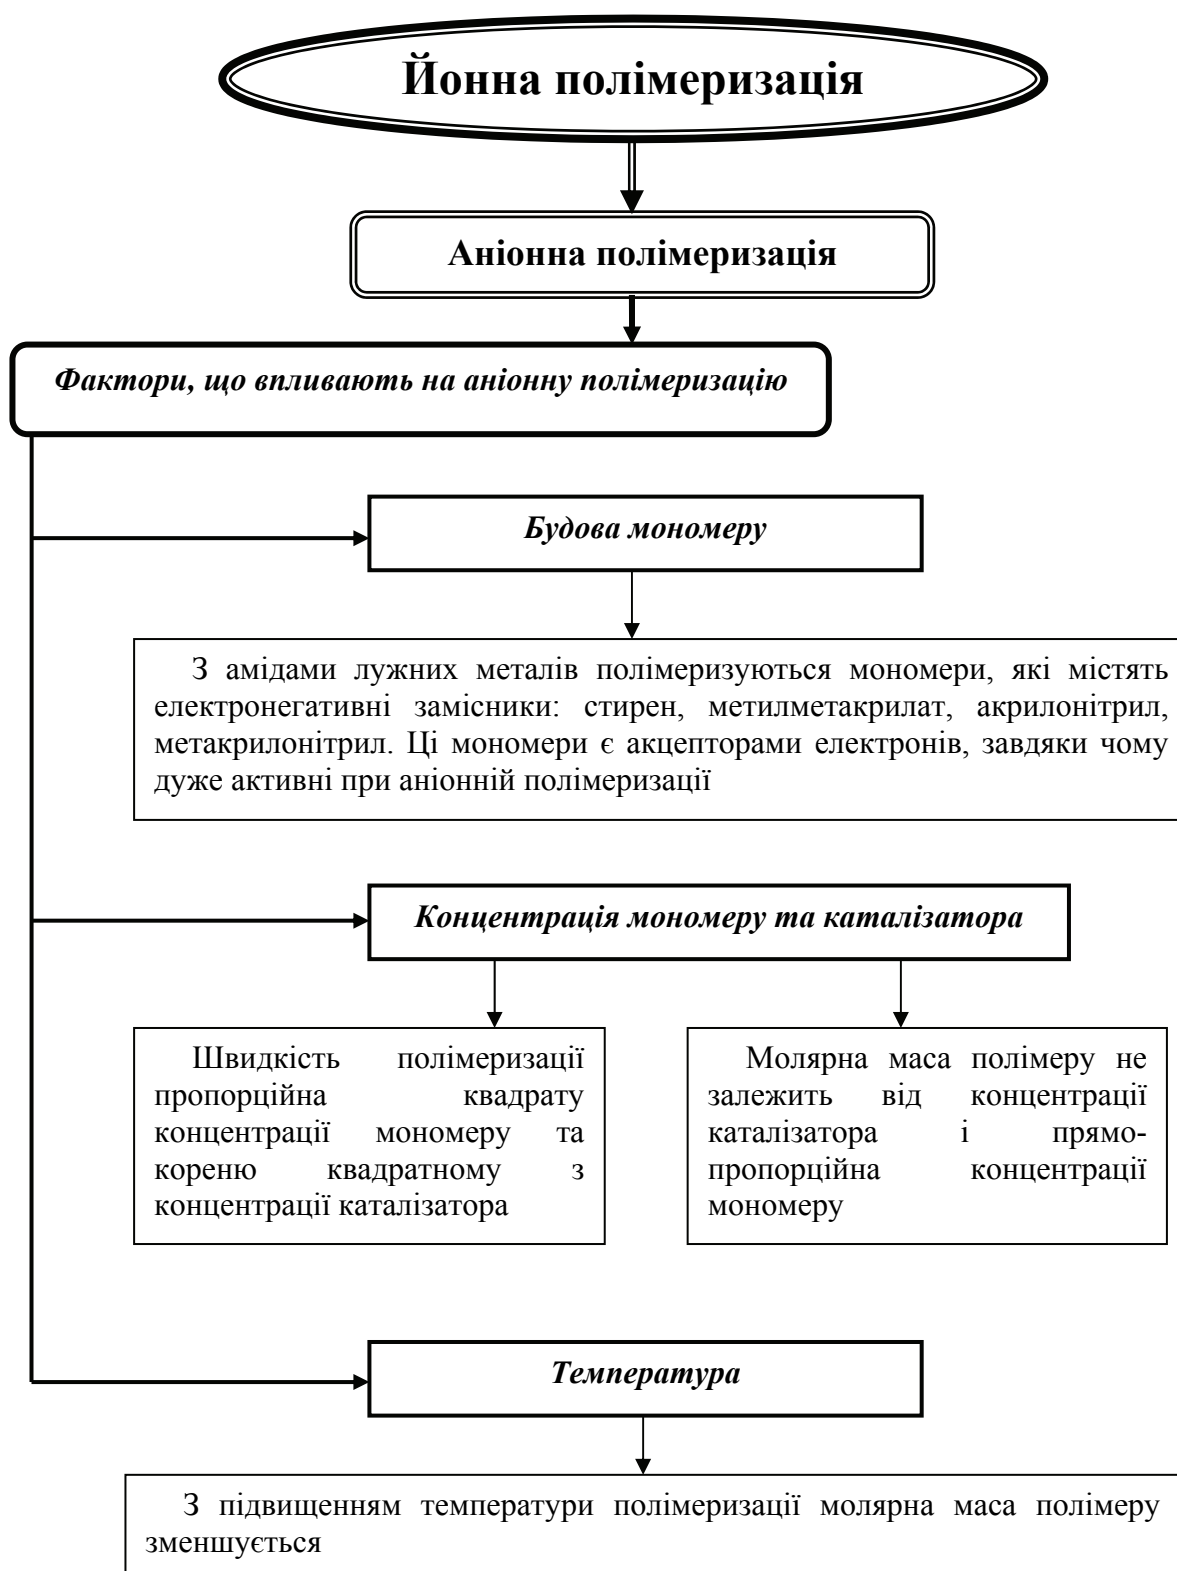 Йонна полімеризація
Аніонна полімеризація
Фактори, що впливають на аніонну полімеризацію
Будова мономеру
З амідами лужних металів полімеризуються мономери, які містять
електронегативні замісники: стирен, метилметакрилат, акрилонітрил,
метакрилонітрил. Ці мономери є акцепторами електронів, завдяки чому
дуже активні при аніонній полімеризації
Концентрація мономеру та каталізатора
Швидкість полімеризації
пропорційна квадрату
концентрації мономеру та
кореню квадратному з
концентрації каталізатора
Молярна маса полімеру не
залежить від концентрації
каталізатора і прямо-
пропорційна концентрації
мономеру
Температура
З підвищенням температури полімеризації молярна маса полімеру
зменшується